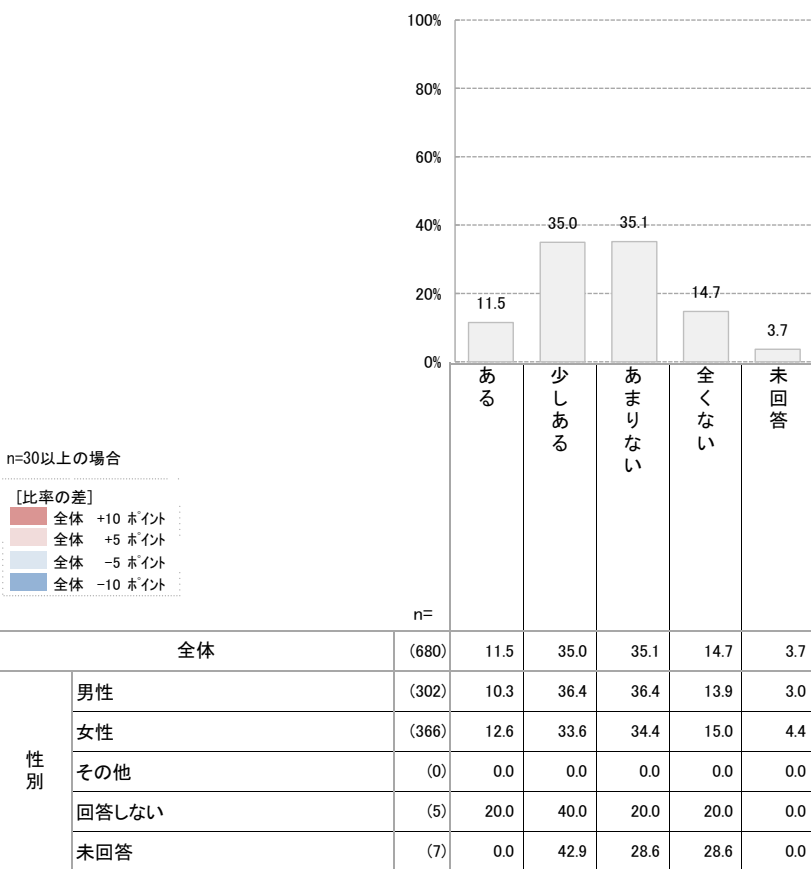 100%
80%
60%
40%
20%
0%
11.5
35.0
35.1
14.7
3.7
ある
少しある
あまりない
全くない
未回答
n=30以上の場合
[比率の差]
全体 +10 ﾎﾟｲﾝﾄ
全体 +5 ﾎﾟｲﾝﾄ
全体 -5 ﾎﾟｲﾝﾄ
全体 -10 ﾎﾟｲﾝﾄ
n=
全体 (680) 11.5 35.0 35.1 14.7 3.7
性別
男性 (302) 10.3 36.4 36.4 13.9 3.0
女性 (366) 12.6 33.6 34.4 15.0 4.4
その他 (0) 0.0 0.0 0.0 0.0 0.0
回答しない (5) 20.0 40.0 20.0 20.0 0.0
未回答 (7) 0.0 42.9 28.6 28.6 0.0